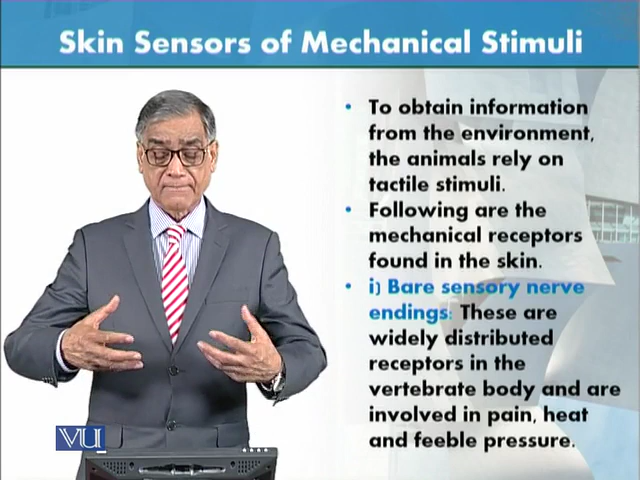 Skin Sensors of Mechanical Stimuli
• To obtain information
from the environment,
the animals rely on
tactile stimuli.
• Following are the
mechanical receptors
found in the skin.
• i) Bare sensory nerve
endings: These are
widely distributed
receptors in the
vertebrate body and are
involved in pain, heat
and feeble pressure.
VU